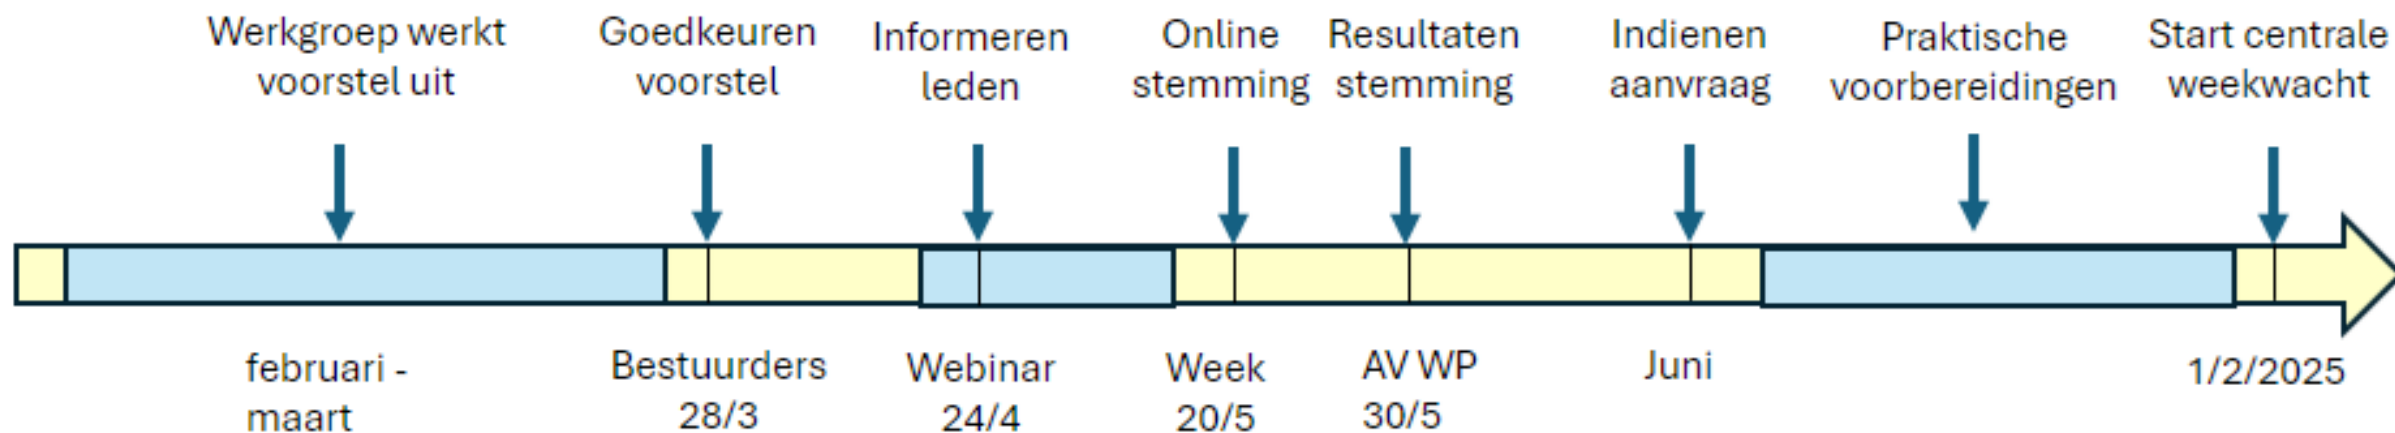 Werkgroep werkt
voorstel uit
Goedkeuren
voorstel
Informeren
leden
Online
stemming
Resultaten
stemming
Indienen
aanvraag
Praktische
voorbereidingen
Start centrale
weekwacht
februari -
maart
Bestuurders
28/3
Webinar
24/4
Week
20/5
AV WP
30/5
Juni
1/2/2025